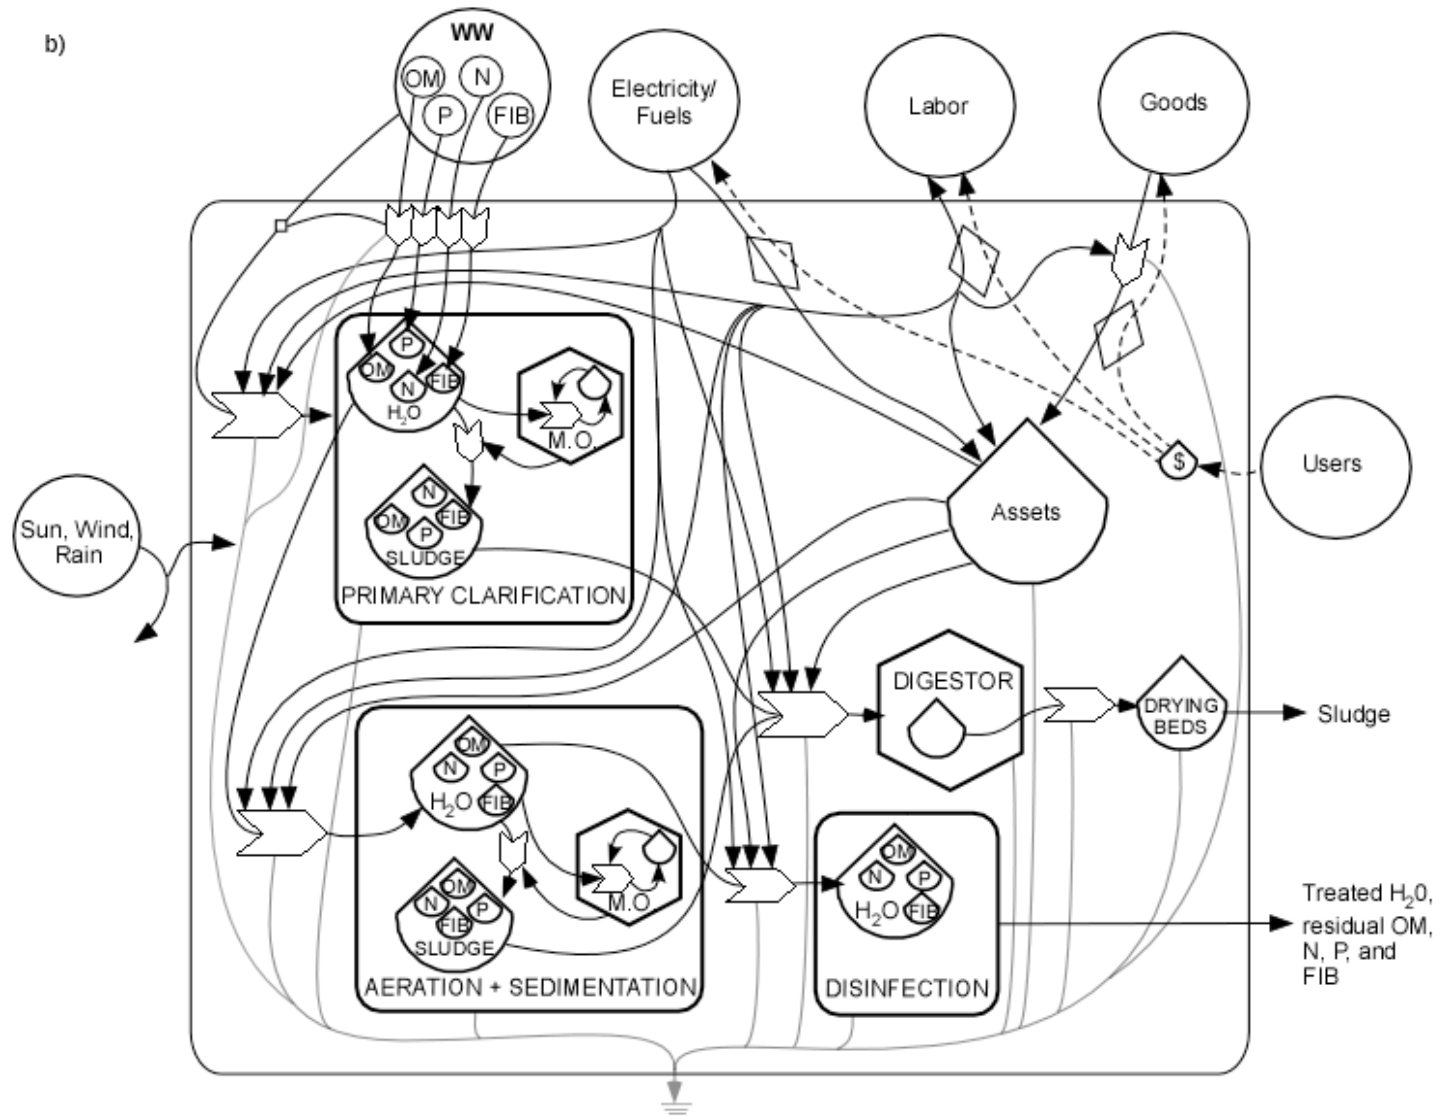 b)
WW
OM
N
P
FIB
Electricity/
Fuels
Labor
Goods
P
OM
N
FIB
H2O
M.O.
N
OM
FIB
P
SLUDGE
PRIMARY CLARIFICATION
$
Users
Assets
Sun, Wind,
Rain
DIGESTOR
DRYING
BEDS
Sludge
OM
N
P
H2O
FIB
M.O
OM
N
P
FIB
SLUDGE
AERATION + SEDIMENTATION
OM
N
P
H2O
FIB
DISINFECTION
Treated H20,
residual OM,
N, P, and
FIB